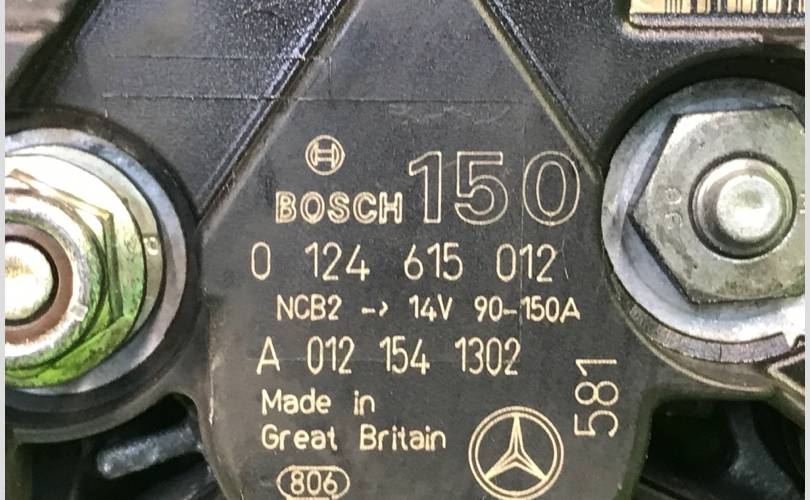 BOSCH 150
0 124 615 012
NCB2 -> 14V 90-150A
A 012 154 1302
581
Made in
Great Britain
806